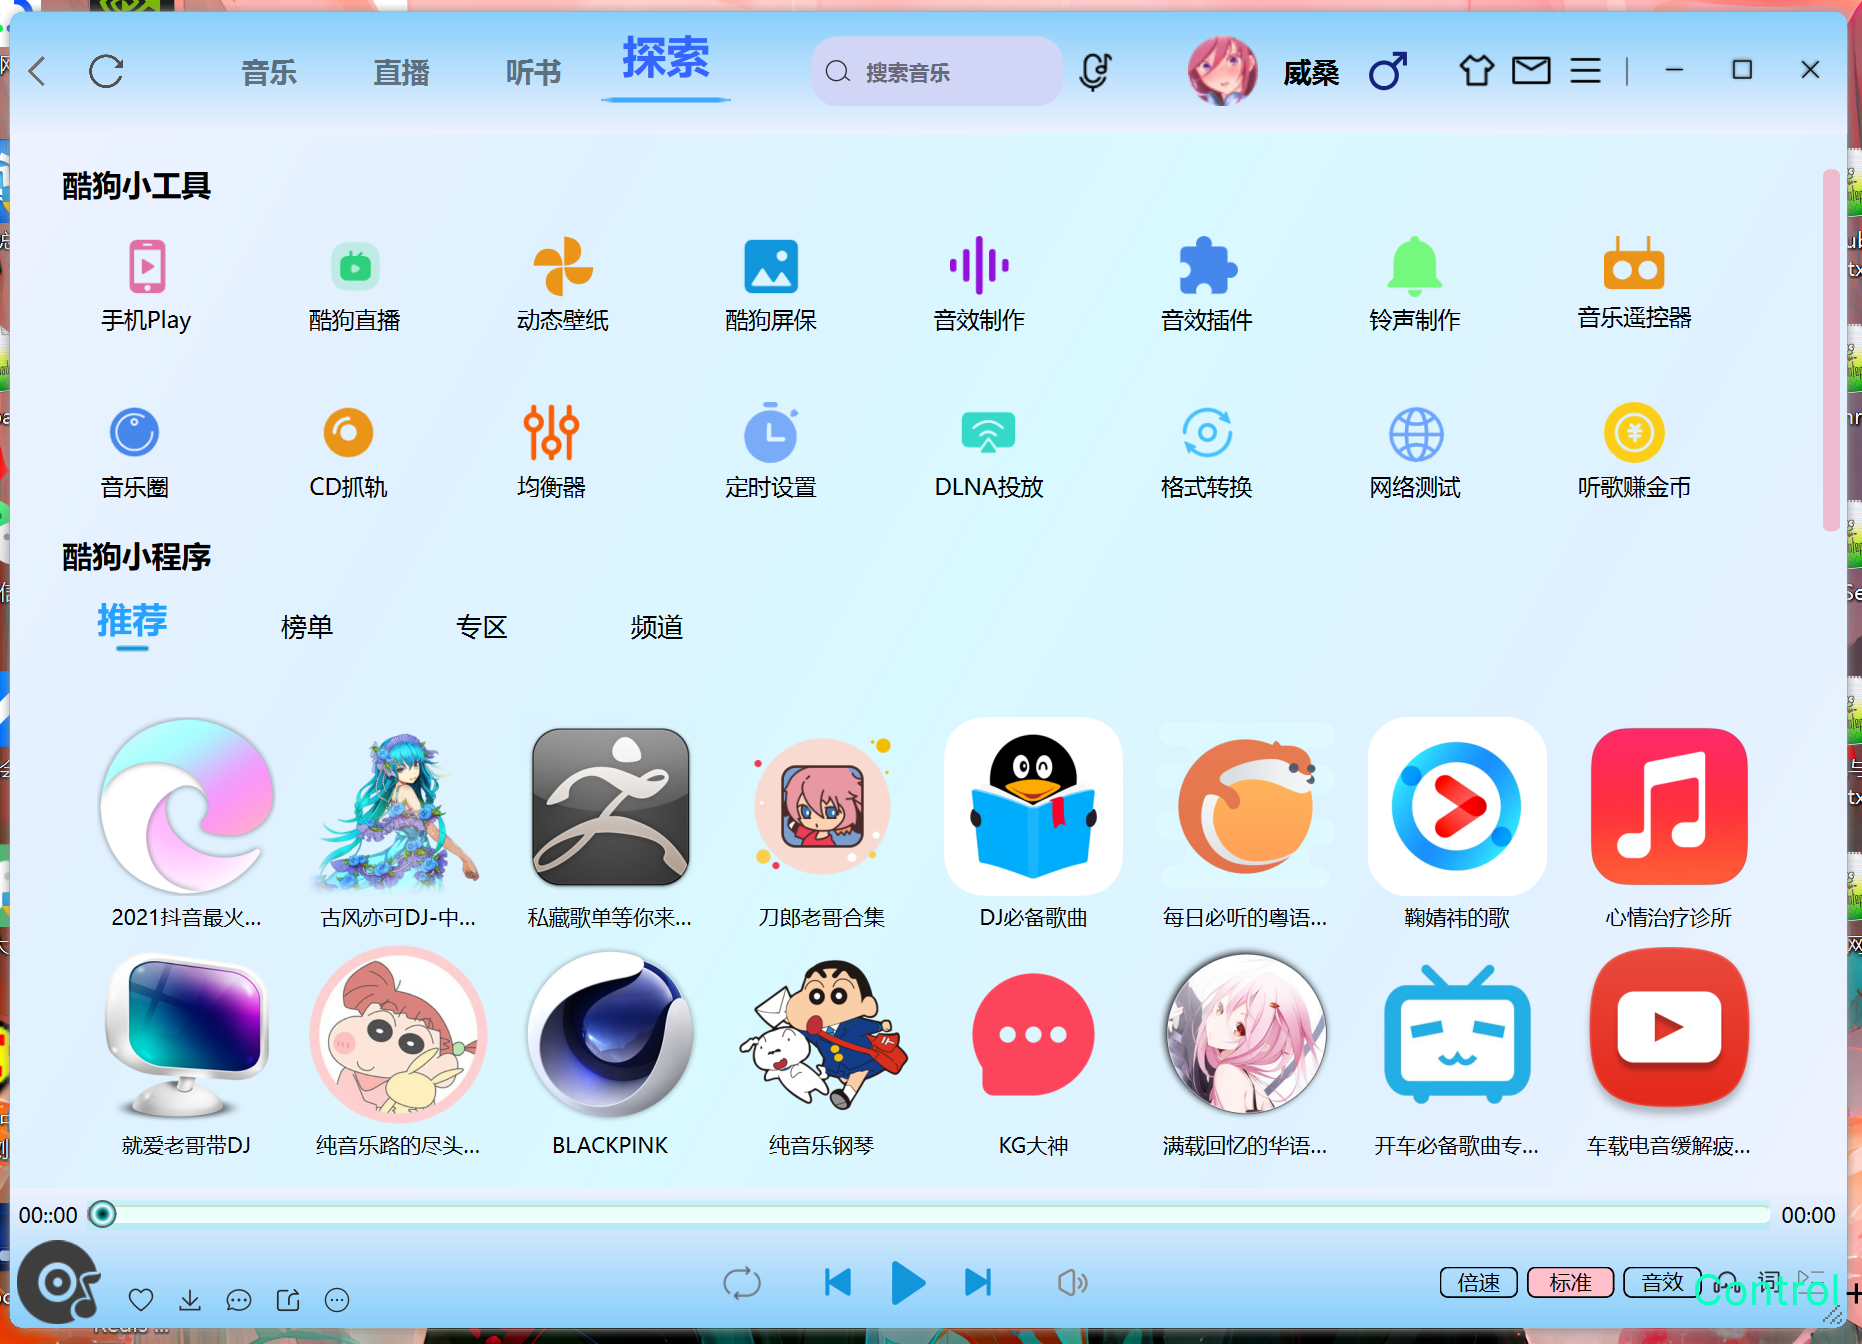 音乐 直播 听书 探索 搜索音乐 威桑
酷狗小工具
手机Play 酷狗直播 动态壁纸 酷狗屏保 音效制作 音效插件 铃声制作 音乐遥控器
音乐圈 CD抓轨 均衡器 定时设置 DLNA投放 格式转换 网络测试 听歌赚金币
酷狗小程序
推荐 榜单 专区 频道
2021抖音最火... 古风亦可DJ-中... 私藏歌单等你来... 刀郎老哥合集 DJ必备歌曲 每日必听的粤语... 鞠婧祎的歌 心情治疗诊所
就爱老哥带DJ 纯音乐路的尽头... BLACKPINK 纯音乐钢琴 KG大神 满载回忆的华语... 开车必备歌曲专... 车载电音缓解疲...
00::00 00:00
倍速 标准 音效 词 Control+